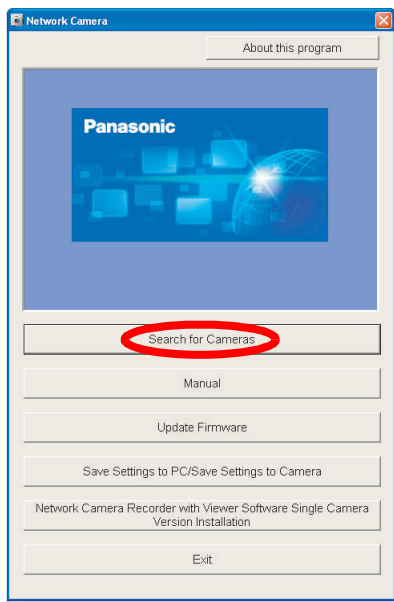 Network Camera
About this program
Panasonic
Search for Cameras
Manual
Update Firmware
Save Settings to PC/Save Settings to Camera
Network Camera Recorder with Viewer Software Single Camera
Version Installation
Exit